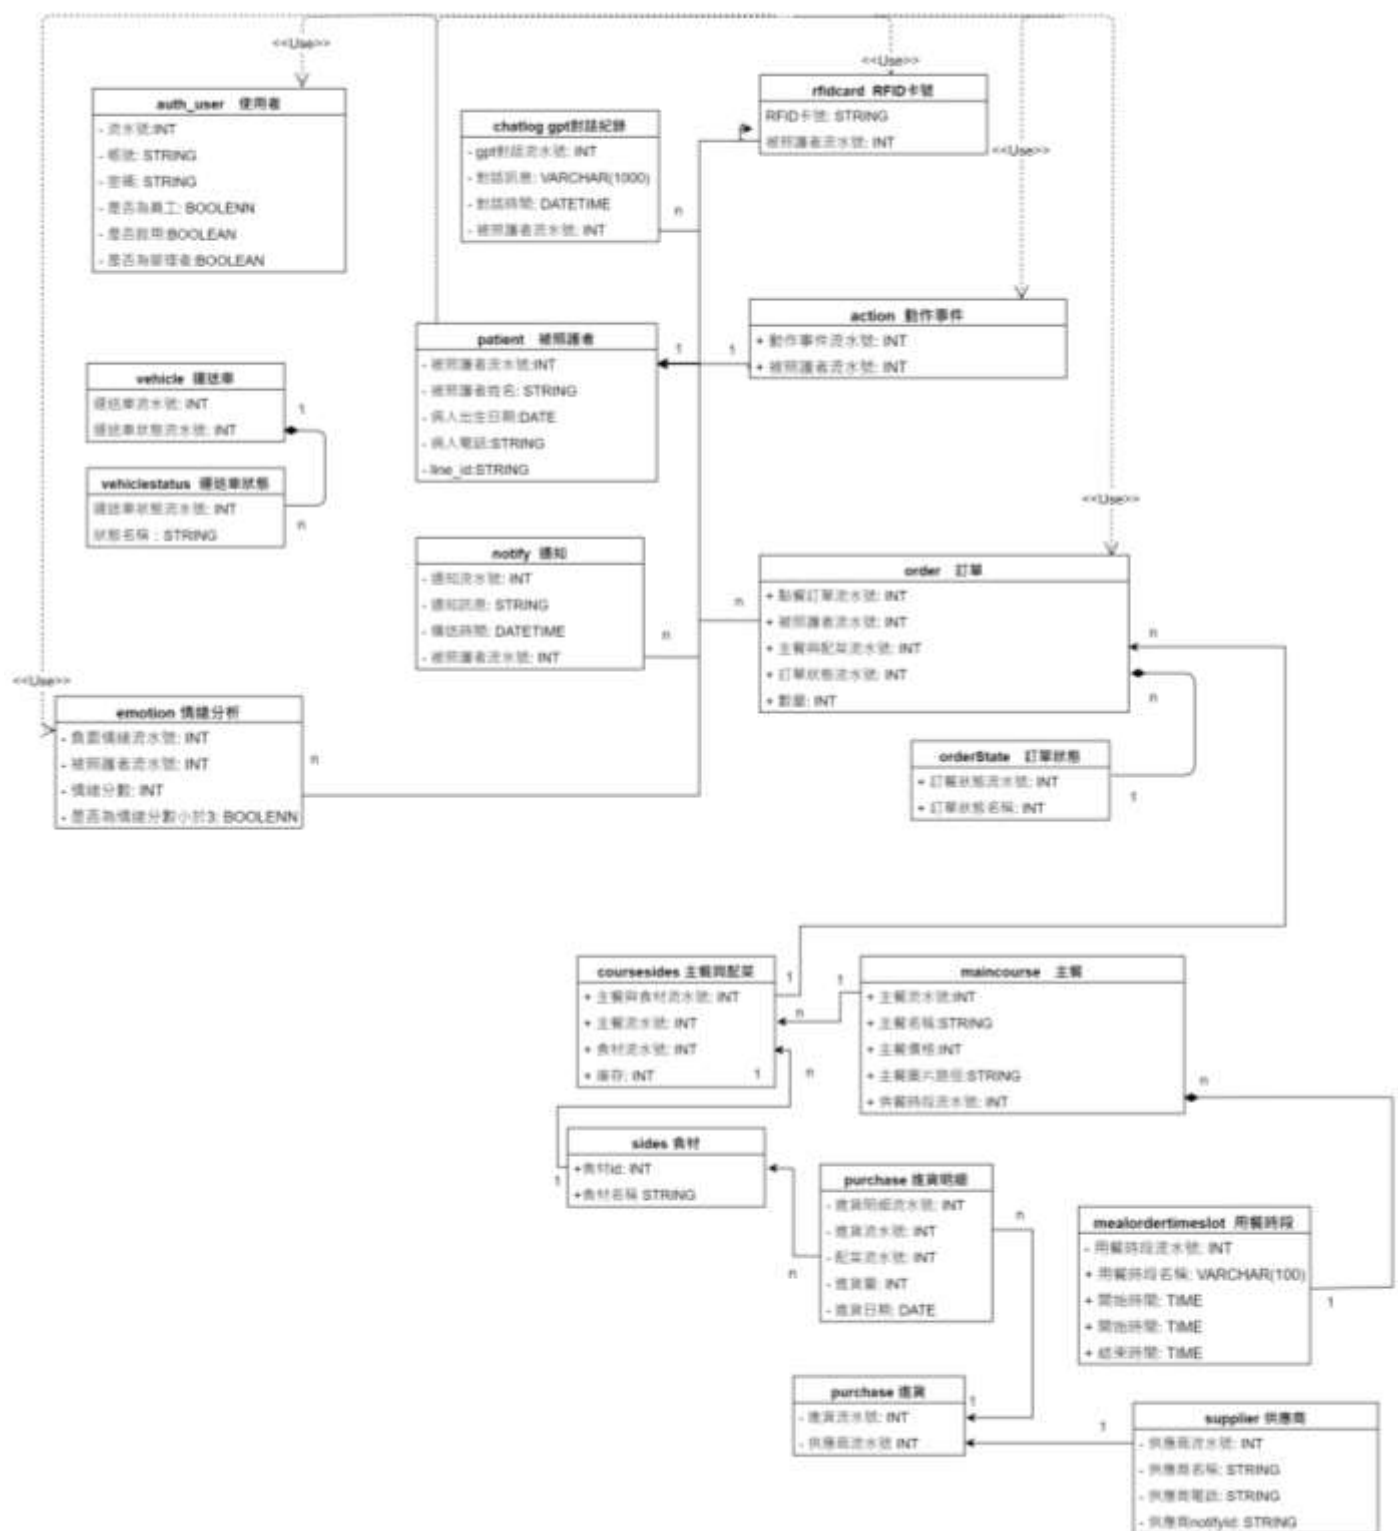 <<Use>>
<<Use>>
auth_user 使用者
- 流水號:INT
- 帳號: STRING
- 密碼: STRING
- 是否為員工: BOOLENN
- 是否啟用:BOOLEAN
- 是否為管理者:BOOLEAN
chatlog gpt對話紀錄
- gpt對話流水號: INT
- 對話訊息: VARCHAR(1000)
- 對話時間: DATETIME
- 被照護者流水號: INT
n
rfidcard RFID卡號
RFID卡號: STRING
被照護者流水號: INT
<<Use>>
action 動作事件
+ 動作事件流水號: INT
+ 被照護者流水號: INT
1
1
patient 被照護者
- 被照護者流水號:INT
- 被照護者姓名: STRING
- 病人出生日期:DATE
- 病人電話:STRING
- line_id:STRING
vehicle 運送車
運送車流水號: INT
運送車狀態流水號: INT
1
vehiclestatus 運送車狀態
運送車狀態流水號: INT
狀態名稱 : STRING
n
<<Use>>
notify 通知
- 通知流水號: INT
- 通知訊息: STRING
- 傳送時間: DATETIME
- 被照護者流水號: INT
n
order 訂單
+ 點餐訂單流水號: INT
+ 被照護者流水號: INT
+ 主餐與配菜流水號: INT
+ 訂單狀態流水號: INT
+ 數量: INT
n
n
n
<<Use>>
emotion 情緒分析
- 負面情緒流水號: INT
- 被照護者流水號: INT
- 情緒分數: INT
- 是否為情緒分數小於3: BOOLENN
n
orderState 訂單狀態
+ 訂餐狀態流水號: INT
+ 訂單狀態名稱: INT
1
coursesides 主餐與配菜
+ 主餐與食材流水號: INT
+ 主餐流水號: INT
+ 食材流水號: INT
+ 庫存: INT
1
1
n
1
n
maincourse 主餐
+ 主餐流水號:INT
+ 主餐名稱:STRING
+ 主餐價格:INT
+ 主餐圖片路徑:STRING
+ 供餐時段流水號: INT
n
sides 食材
+食材id: INT
+食材名稱 STRING
1
purchase 進貨明細
- 進貨明細流水號: INT
- 進貨流水號: INT
- 配菜流水號: INT
- 進貨量: INT
- 進貨日期: DATE
n
n
mealordertimeslot 用餐時段
- 用餐時段流水號: INT
+ 用餐時段名稱: VARCHAR(100)
+ 開始時間: TIME
+ 開始時間: TIME
+ 結束時間: TIME
1
purchase 進貨
- 進貨流水號: INT
- 供應商流水號 INT
1
1
supplier 供應商
- 供應商流水號: INT
- 供應商名稱: STRING
- 供應商電話: STRING
- 供應商notifyid: STRING